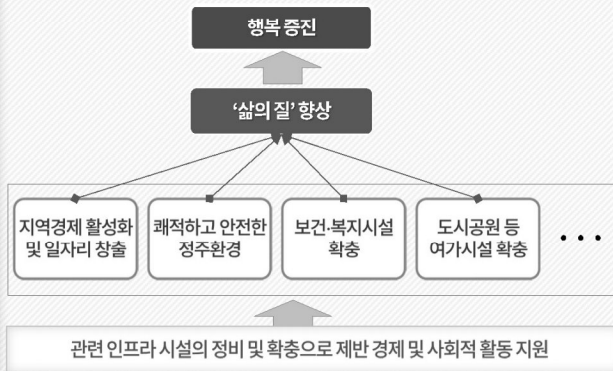 행복 증진
‘삶의 질’ 향상
지역경제 활성화
및 일자리 창출
쾌적하고 안전한
정주환경
보건·복지시설
확충
도시공원 등
여가시설 확충
• • •
관련 인프라 시설의 정비 및 확충으로 제반 경제 및 사회적 활동 지원